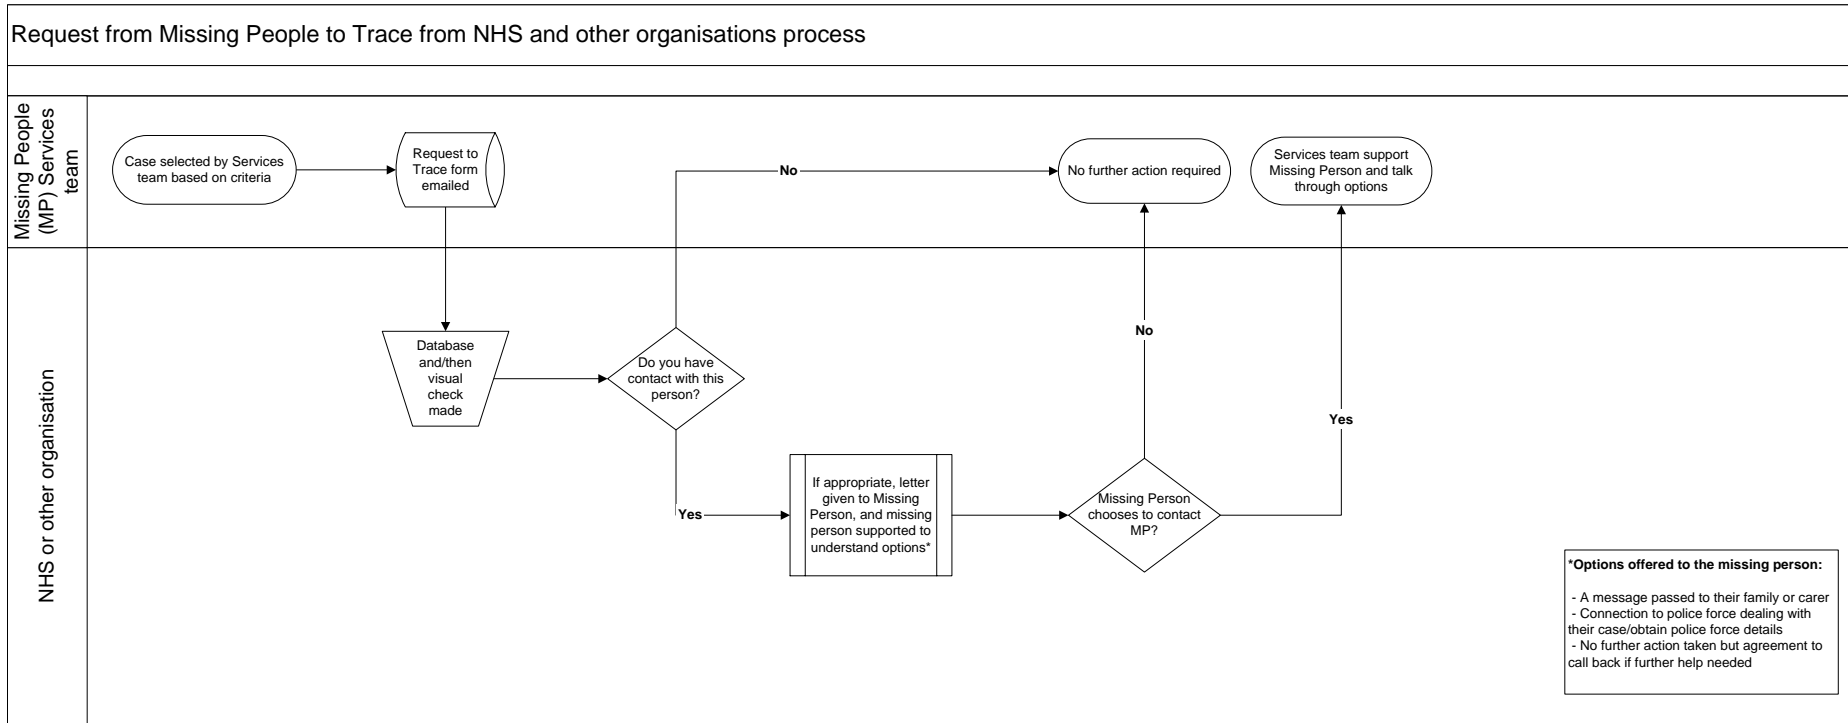 Request from Missing People to Trace from NHS and other organisations process
Missing People
(MP) Services
team
Case selected by Services
team based on criteria
Request to
Trace form
emailed
No
No further action required
Services team support
Missing Person and talk
through options
NHS or other organisation
Database
and/then
visual
check
made
Do you have
contact with this
person?
No
Yes
Yes
If appropriate, letter
given to Missing
Person, and missing
person supported to
understand options*
Missing Person
chooses to contact
MP?
*Options offered to the missing person:
- A message passed to their family or carer
- Connection to police force dealing with
their case/obtain police force details
- No further action taken but agreement to
call back if further help needed